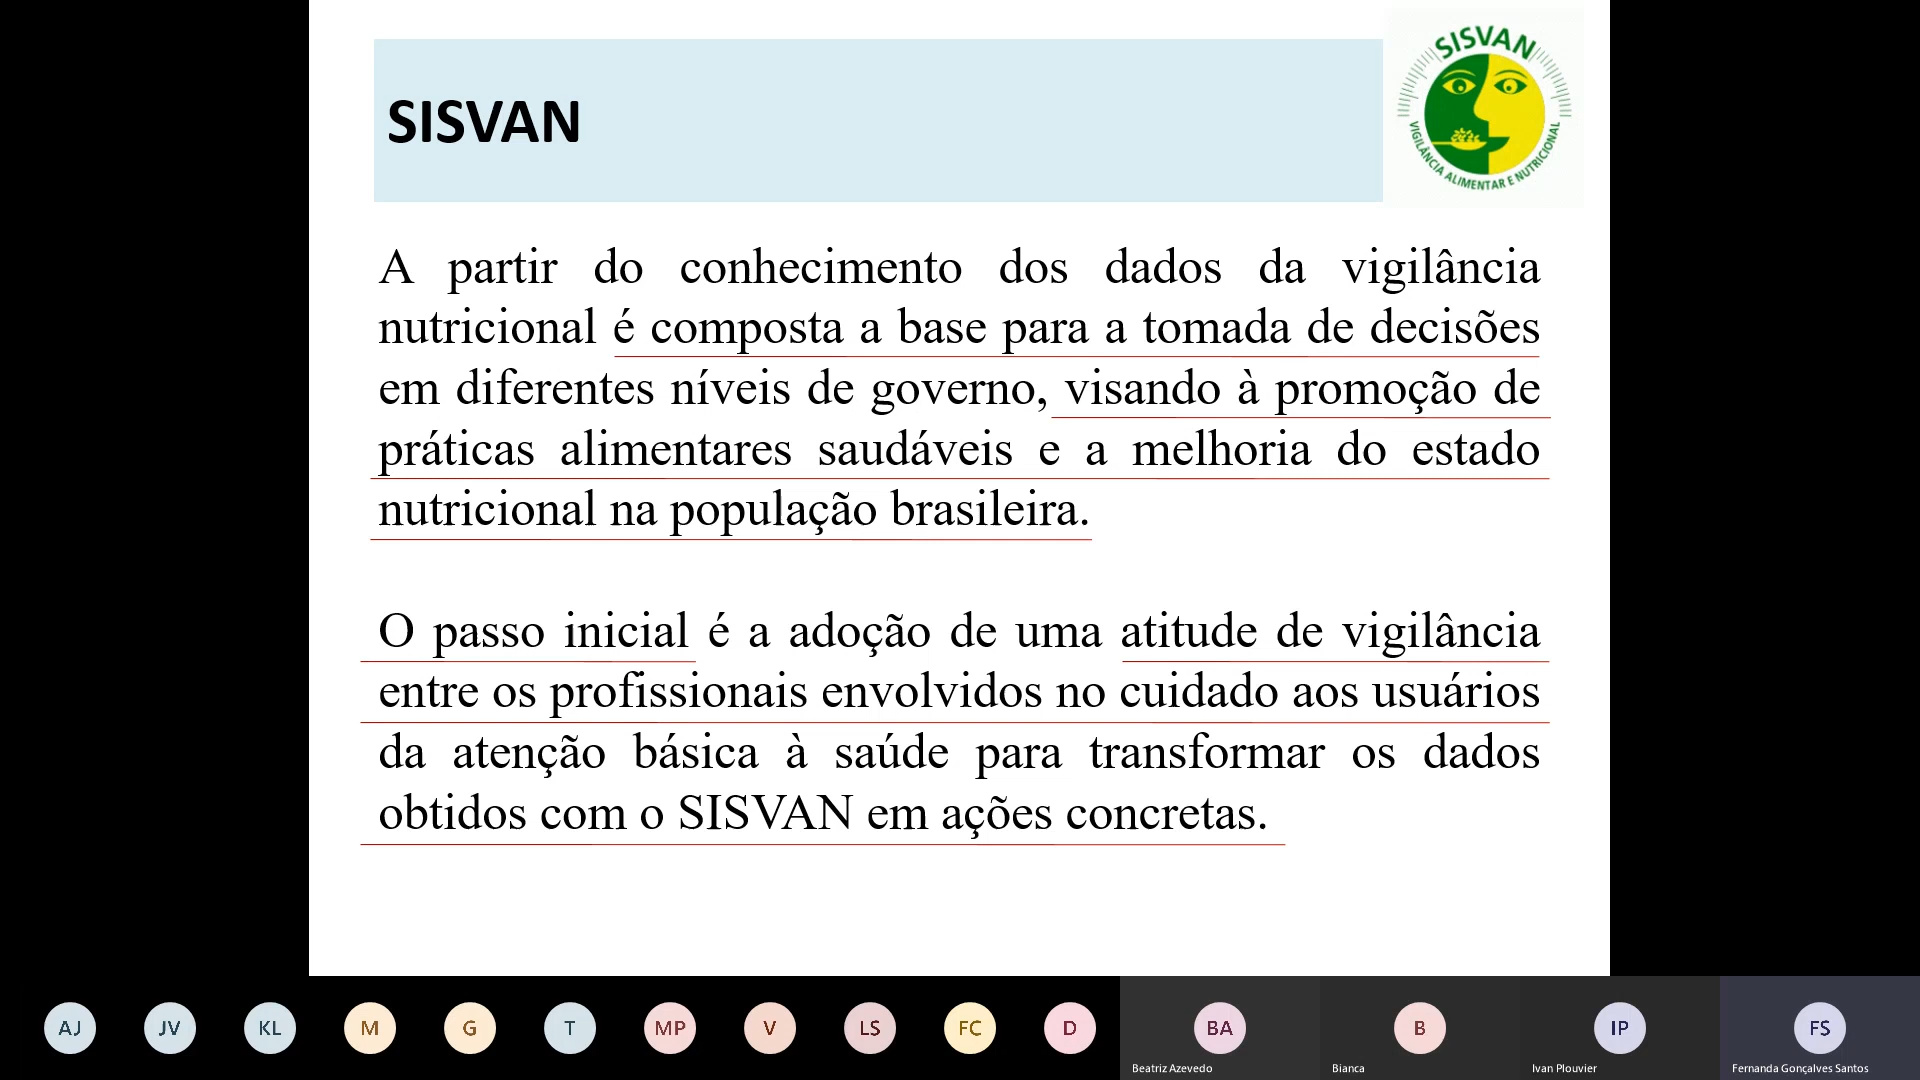 SISVAN
SISVAN
VIGILÂNCIA ALIMENTAR E NUTRICIONAL
A partir do conhecimento dos dados da vigilância
nutricional é composta a base para a tomada de decisões
em diferentes níveis de governo, visando à promoção de
práticas alimentares saudáveis e a melhoria do estado
nutricional na população brasileira.
O passo inicial é a adoção de uma atitude de vigilância
entre os profissionais envolvidos no cuidado aos usuários
da atenção básica à saúde para transformar os dados
obtidos com o SISVAN em ações concretas.
AJ JV KL M G T MP V LS FC D BA B IP FS
Beatriz Azevedo Bianca Ivan Plouvier Fernanda Gonçalves Santos